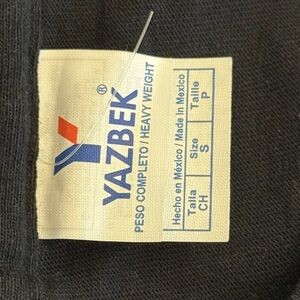 YAZBEK®
PESO COMPLETO / HEAVY WEIGHT
Hecho en México / Made in Mexico
Talla Size Taille
CH S P